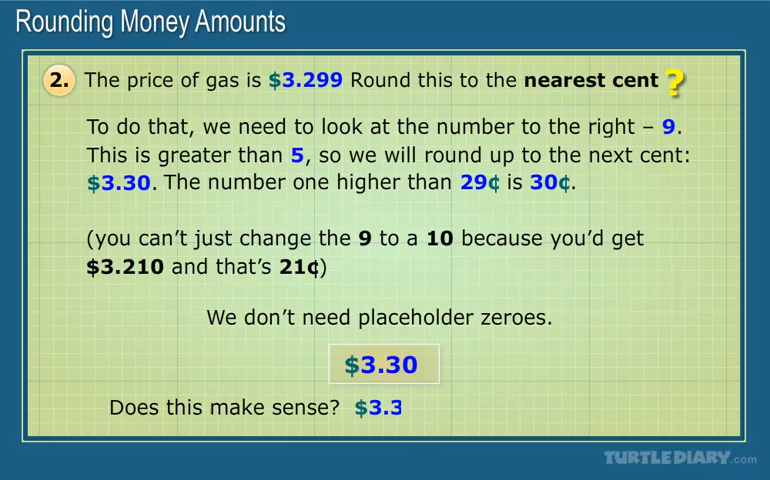 Rounding Money Amounts
2. The price of gas is $3.299 Round this to the nearest cent ?
To do that, we need to look at the number to the right – 9.
This is greater than 5, so we will round up to the next cent:
$3.30. The number one higher than 29¢ is 30¢.
(you can't just change the 9 to a 10 because you'd get
$3.210 and that's 21¢)
We don't need placeholder zeroes.
$3.30
Does this make sense? $3.3
TURTLEDIARY.com